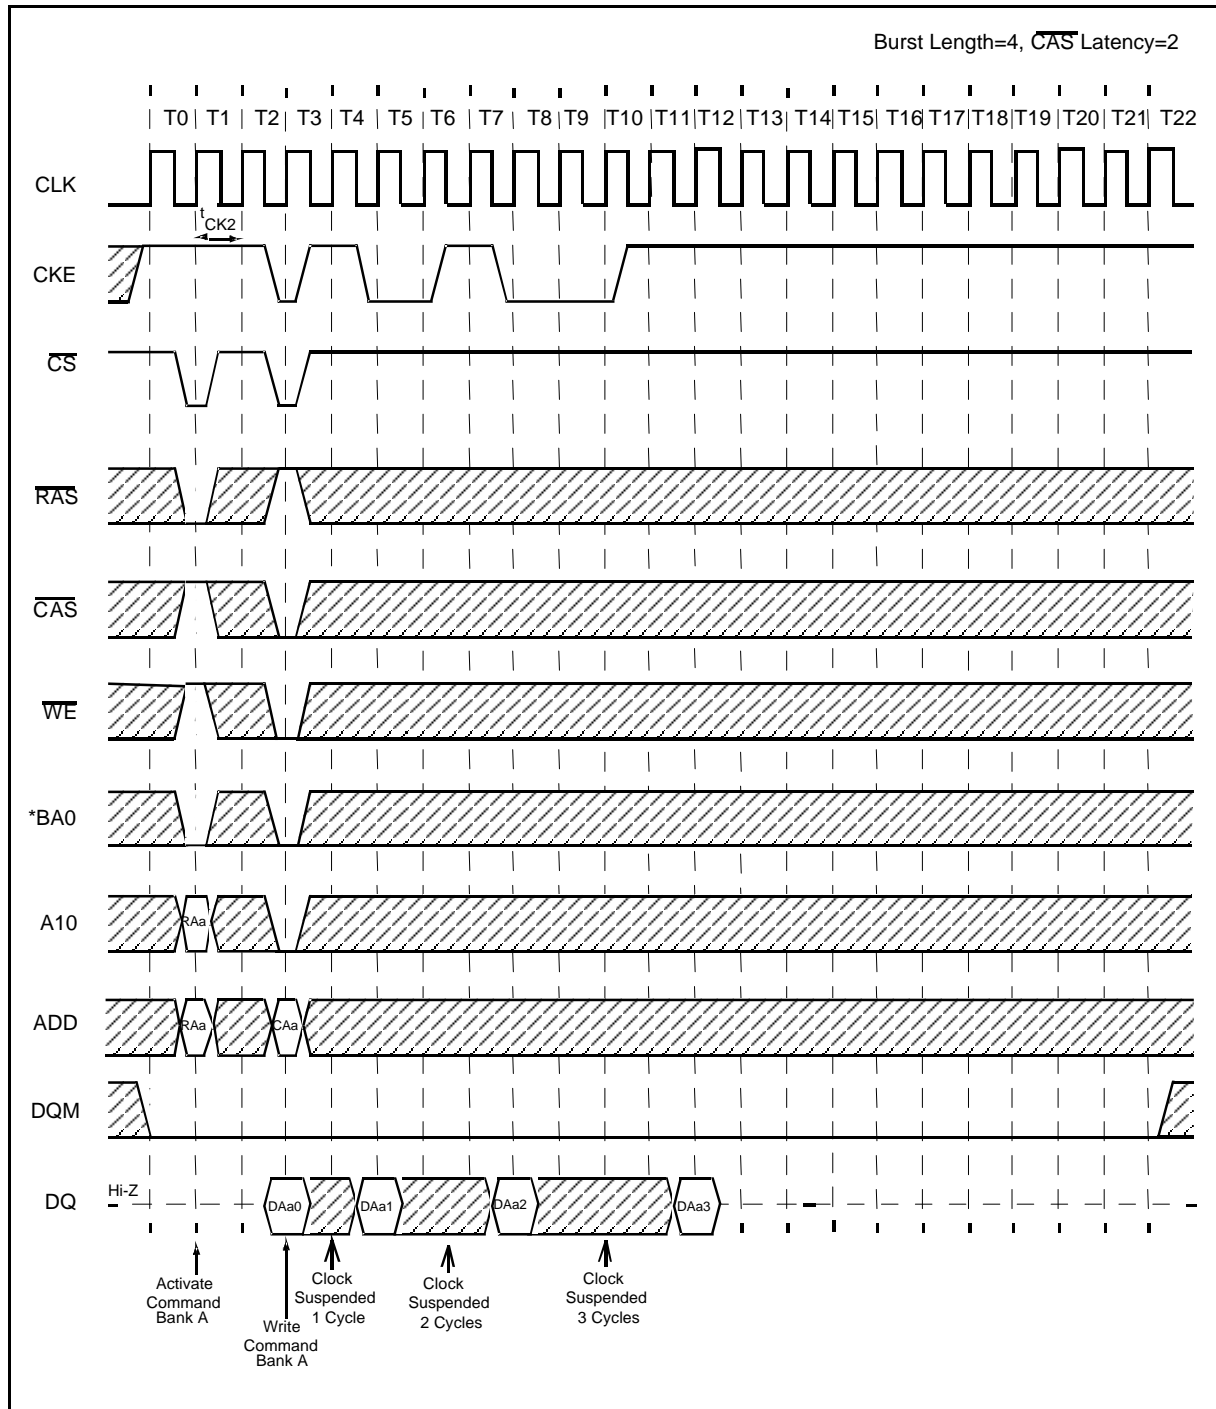 Burst Length=4, CAS Latency=2
T0 T1 T2 T3 T4 T5 T6 T7 T8 T9 T10 T11 T12 T13 T14 T15 T16 T17 T18 T19 T20 T21 T22
CLK
tCK2
CKE
CS
RAS
CAS
WE
*BA0
A10 RAa
ADD RAa CAa
DQM
DQ Hi-Z DAa0 DAa1 DAa2 DAa3
Activate
Command
Bank A
Write
Command
Bank A
Clock
Suspended
1 Cycle
Clock
Suspended
2 Cycles
Clock
Suspended
3 Cycles